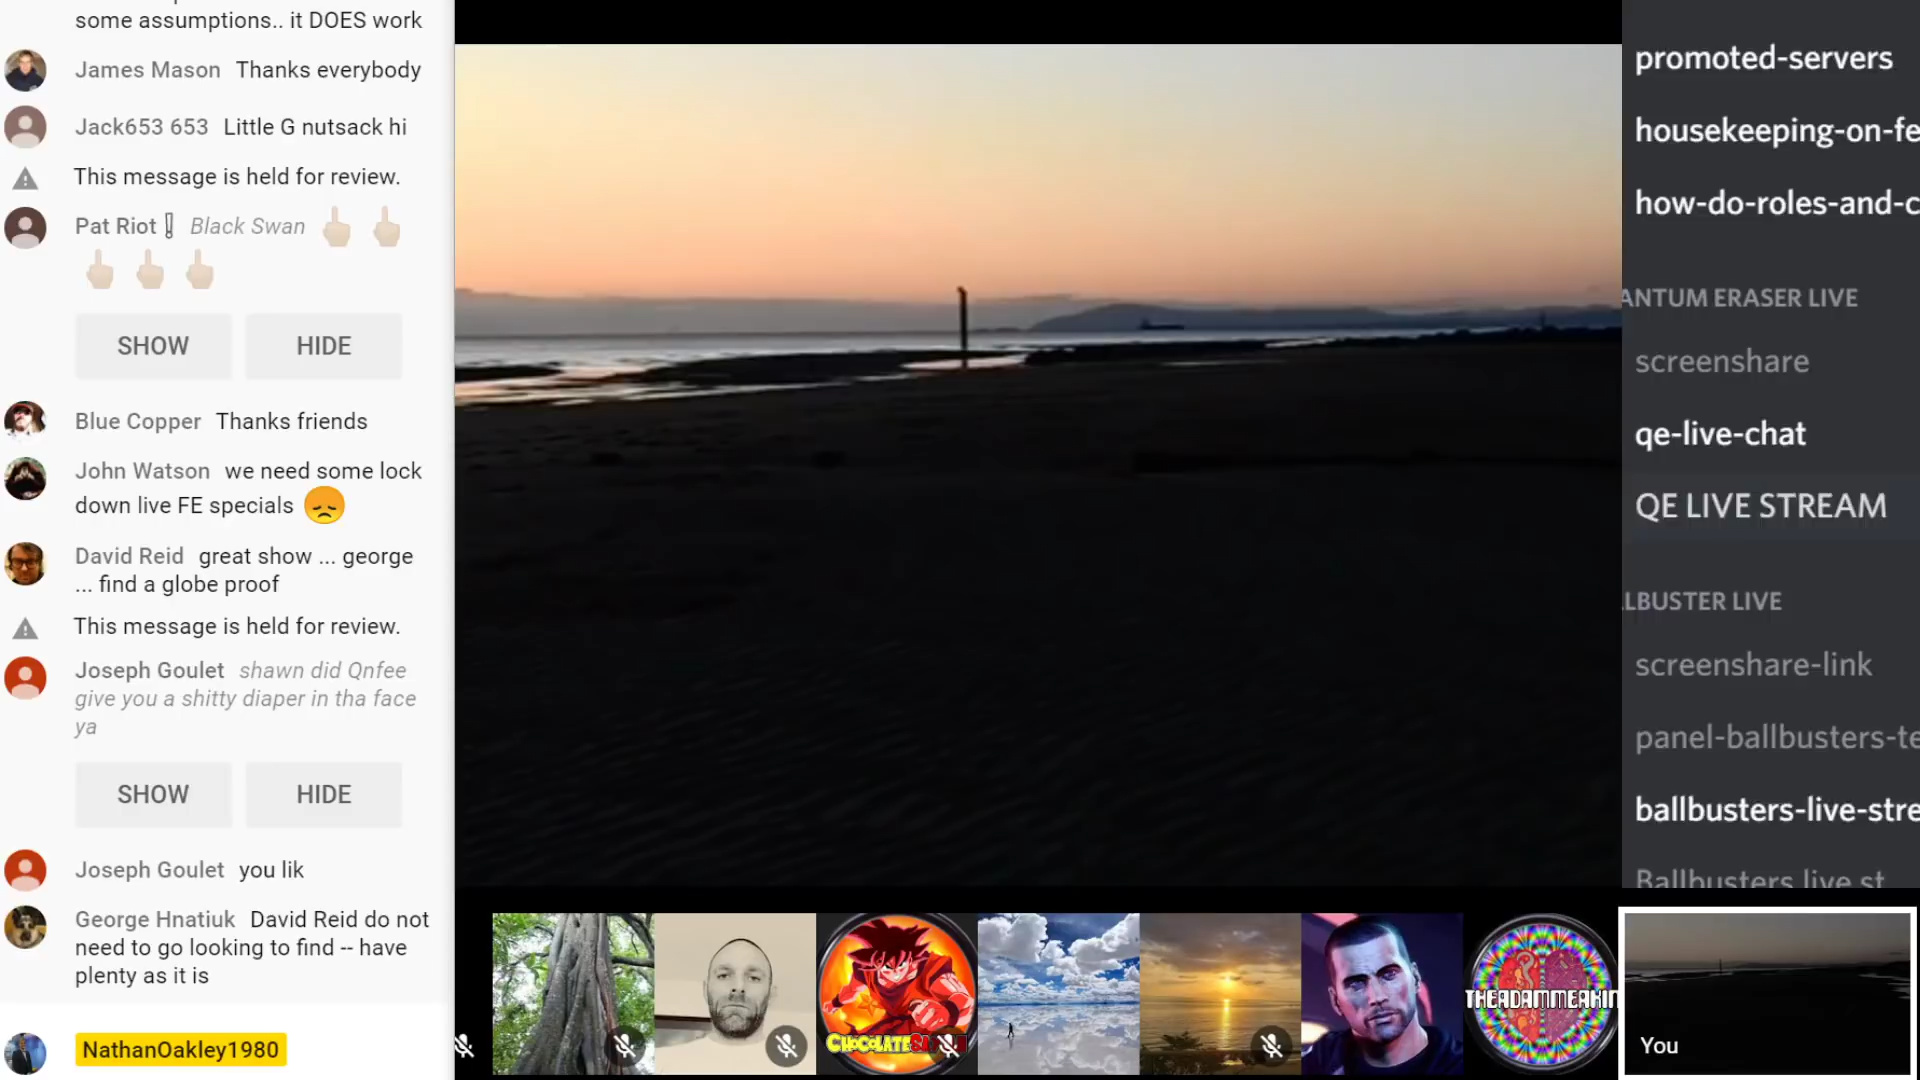 some assumptions.. it DOES work
James Mason Thanks everybody
Jack653 653 Little G nutsack hi
This message is held for review.
Pat Riot Black Swan
SHOW HIDE
Blue Copper Thanks friends
John Watson we need some lock
down live FE specials
David Reid great show ... george
... find a globe proof
This message is held for review.
Joseph Goulet shawn did Qnfee
give you a shitty diaper in tha face
ya
SHOW HIDE
Joseph Goulet you lik
George Hnatiuk David Reid do not
need to go looking to find -- have
plenty as it is
NathanOakley1980
promoted-servers
housekeeping-on-fe
how-do-roles-and-c
ANTUM ERASER LIVE
screenshare
qe-live-chat
QE LIVE STREAM
LBUSTER LIVE
screenshare-link
panel-ballbusters-te
ballbusters-live-stre
Ballbusters live st
CHOCOLATE
THEADAMMEAKIN
You